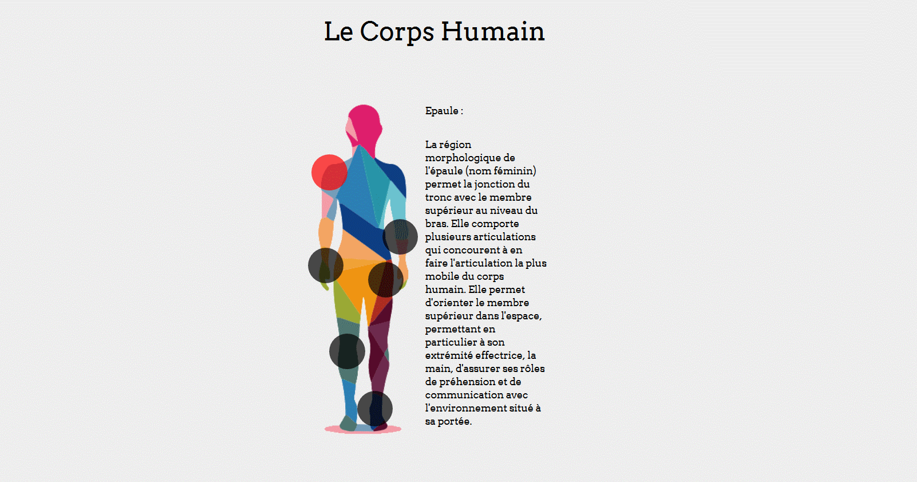 Le Corps Humain
Epaule :
La région
morphologique de
l'épaule (nom féminin)
permet la jonction du
tronc avec le membre
supérieur au niveau du
bras. Elle comporte
plusieurs articulations
qui concourent à en
faire l'articulation la plus
mobile du corps
humain. Elle permet
d'orienter le membre
supérieur dans l'espace,
permettant en
particulier à son
extrémité effectrice, la
main, d'assurer ses rôles
de préhension et de
communication avec
l'environnement situé à
sa portée.